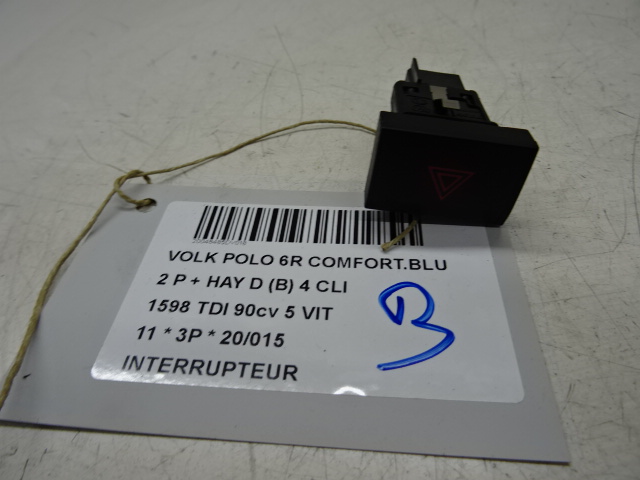 VOLK POLO 6R COMFORT.BLU
2 P + HAY D (B) 4 CLI
1598 TDI 90cv 5 VIT
11 * 3P * 20/015
INTERRUPTEUR
B